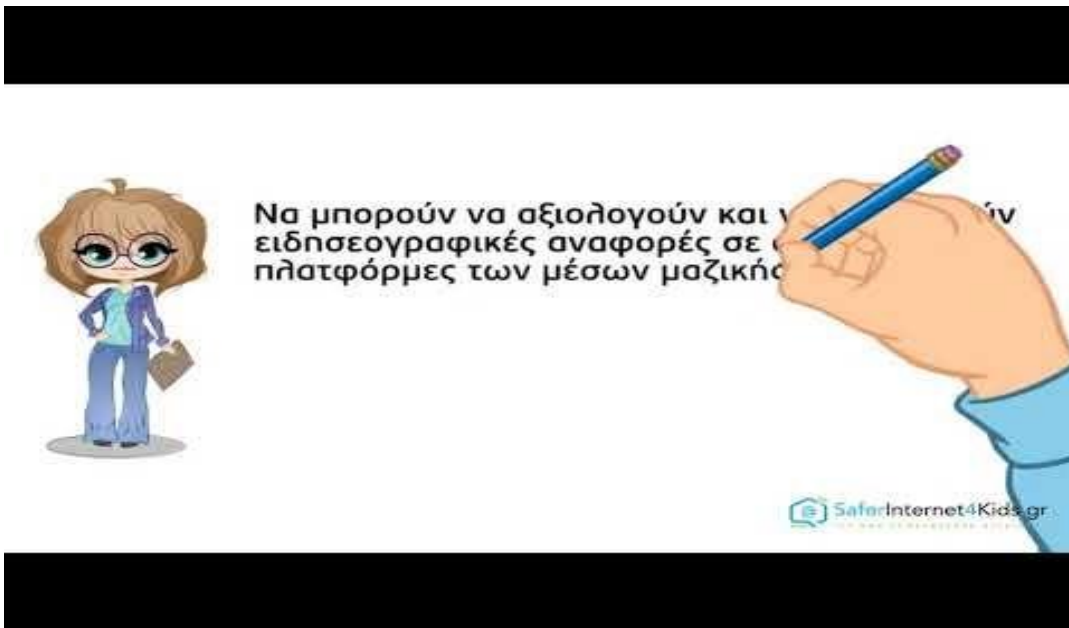 Να μπορούν να αξιολογούν και
ειδησεογραφικές αναφορές σε
πλατφόρμες των μέσων μαζικής
SaferInternet4Kids.gr